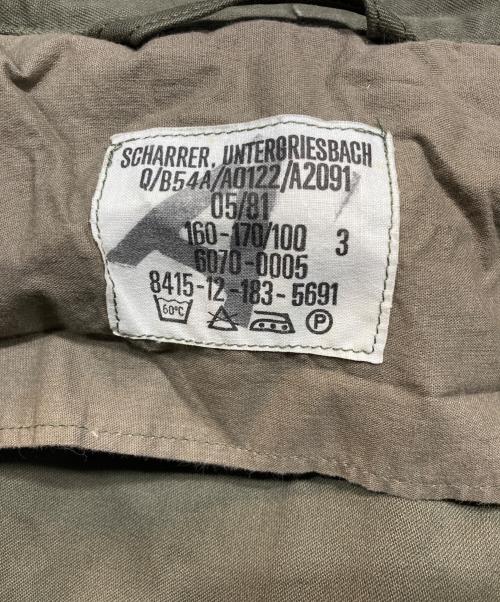 SCHARRER, UNTERGRIESBACH
Q/B54A/A0122/A2091
05/81
160-170/100 3
6070-0005
8415-12-183-5691
60°C P